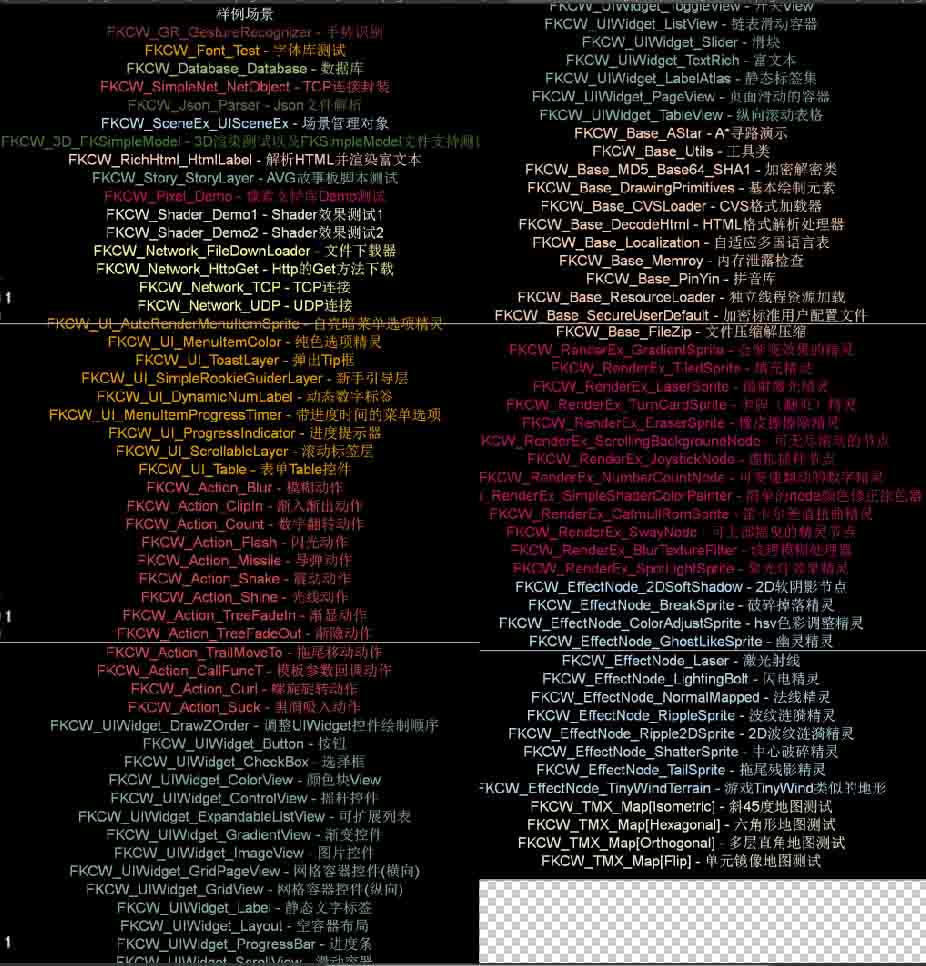 样例场景
FKCW_GR_GestureRecognizer - 手势识别
FKCW_Font_Test - 字体库测试
FKCW_Database_Database - 数据库
FKCW_SimpleNet_NetObject - TCP连接封装
FKCW_Json_Parser - Json文件解析
FKCW_SceneEx_UISceneEx - 场景管理对象
FKCW_3D_FKSimpleModel - 3D渲染测试以及FKSimpleModel文件支持测
FKCW_RichHtml_HtmlLabel - 解析HTML并渲染富文本
FKCW_Story_StoryLayer - AVG故事板脚本测试
FKCW_Pixel_Demo - 像素支持库Demo测试
FKCW_Shader_Demo1 - Shader效果测试1
FKCW_Shader_Demo2 - Shader效果测试2
FKCW_Network_FileDownLoader - 文件下载器
FKCW_Network_HttpGet - Http的Get方法下载
FKCW_Network_TCP - TCP连接
FKCW_Network_UDP - UDP连接
FKCW_UI_AutoRenderMenuItemSprite - 自亮暗菜单选项精灵
FKCW_UI_MenuItemColor - 纯色选项精灵
FKCW_UI_ToastLayer - 弹出Tip框
FKCW_UI_SimpleRookieGuiderLayer - 新手引导层
FKCW_UI_DynamicNumLabel - 动态数字标签
FKCW_UI_MenuItemProgressTimer - 带进度时间的菜单选项
FKCW_UI_ProgressIndicator - 进度提示器
FKCW_UI_ScrollableLayer - 滚动标签层
FKCW_UI_Table - 表单Table控件
FKCW_Action_Blur - 模糊动作
FKCW_Action_ClipIn - 渐入渐出动作
FKCW_Action_Count - 数字翻转动作
FKCW_Action_Flash - 闪光动作
FKCW_Action_Missile - 导弹动作
FKCW_Action_Shake - 震动动作
FKCW_Action_Shine - 光线动作
FKCW_Action_TreeFadeIn - 渐显动作
FKCW_Action_TreeFadeOut - 渐隐动作
FKCW_Action_TrailMoveTo - 拖尾移动动作
FKCW_Action_CallFuncT - 模板参数回调动作
FKCW_Action_Curl - 螺旋旋转动作
FKCW_Action_Suck - 黑洞吸入动作
FKCW_UIWidget_DrawZOrder - 调整UIWidget控件绘制顺序
FKCW_UIWidget_Button - 按钮
FKCW_UIWidget_CheckBox - 选择框
FKCW_UIWidget_ColorView - 颜色块View
FKCW_UIWidget_ControlView - 摇杆控件
FKCW_UIWidget_ExpandableListView - 可扩展列表
FKCW_UIWidget_GradientView - 渐变控件
FKCW_UIWidget_ImageView - 图片控件
FKCW_UIWidget_GridPageView - 网格容器控件(横向)
FKCW_UIWidget_GridView - 网格容器控件(纵向)
FKCW_UIWidget_Label - 静态文字标签
FKCW_UIWidget_Layout - 空容器布局
FKCW_UIWidget_ProgressBar - 进度条
FKCW_UIWidget_ScrollView - 滑动容器
FKCW_UIWidget_ToggleView - 开关View
FKCW_UIWidget_ListView - 链表滑动容器
FKCW_UIWidget_Slider - 滑块
FKCW_UIWidget_TextRich - 富文本
FKCW_UIWidget_LabelAtlas - 静态标签集
FKCW_UIWidget_PageView - 页面滑动的容器
FKCW_UIWidget_TableView - 纵向滚动表格
FKCW_Base_AStar - A*寻路演示
FKCW_Base_Utils - 工具类
FKCW_Base_MD5_Base64_SHA1 - 加密解密类
FKCW_Base_DrawingPrimitives - 基本绘制元素
FKCW_Base_CVSLoader - CVS格式加载器
FKCW_Base_DecodeHtml - HTML格式解析处理器
FKCW_Base_Localization - 自适应多国语言表
FKCW_Base_Memroy - 内存泄露检查
FKCW_Base_PinYin - 拼音库
FKCW_Base_ResourceLoader - 独立线程资源加载
FKCW_Base_SecureUserDefault - 加密标准用户配置文件
FKCW_Base_FileZip - 文件压缩解压缩
FKCW_RenderEx_GradientSprite - 会渐变效果的精灵
FKCW_RenderEx_TiledSprite - 填充精灵
FKCW_RenderEx_LaserSprite - 镭射激光精灵
FKCW_RenderEx_TurnCardSprite - 卡牌（翻页）精灵
FKCW_RenderEx_EraserSprite - 橡皮擦擦除精灵
KCW_RenderEx_ScrollingBackgroundNode - 可无尽滚动的节点
FKCW_RenderEx_JoystickNode - 虚拟摇杆节点
FKCW_RenderEx_NumberCountNode - 可变速翻动的数字精灵
_RenderEx_SimpleShaderColorPainter - 简单的node颜色修正涂色器
FKCW_RenderEx_CatmullRomSprite - 笛卡尔差值扭曲精灵
FKCW_RenderEx_SwayNode - 可上部摇曳的精灵节点
FKCW_RenderEx_BlurTextureFilter - 纹理模糊处理器
FKCW_RenderEx_SpotLightSprite - 聚光灯效果精灵
FKCW_EffectNode_2DSoftShadow - 2D软阴影节点
FKCW_EffectNode_BreakSprite - 破碎掉落精灵
FKCW_EffectNode_ColorAdjustSprite - hsv色彩调整精灵
FKCW_EffectNode_GhostLikeSprite - 幽灵精灵
FKCW_EffectNode_Laser - 激光射线
FKCW_EffectNode_LightingBolt - 闪电精灵
FKCW_EffectNode_NormalMapped - 法线精灵
FKCW_EffectNode_RippleSprite - 波纹涟漪精灵
FKCW_EffectNode_Ripple2DSprite - 2D波纹涟漪精灵
FKCW_EffectNode_ShatterSprite - 中心破碎精灵
FKCW_EffectNode_TailSprite - 拖尾残影精灵
FKCW_EffectNode_TinyWindTerrain - 游戏TinyWind类似的地形
FKCW_TMX_Map[Isometric] - 斜45度地图测试
FKCW_TMX_Map[Hexagonal] - 六角形地图测试
FKCW_TMX_Map[Orthogonal] - 多层直角地图测试
FKCW_TMX_Map[Flip] - 单元镜像地图测试